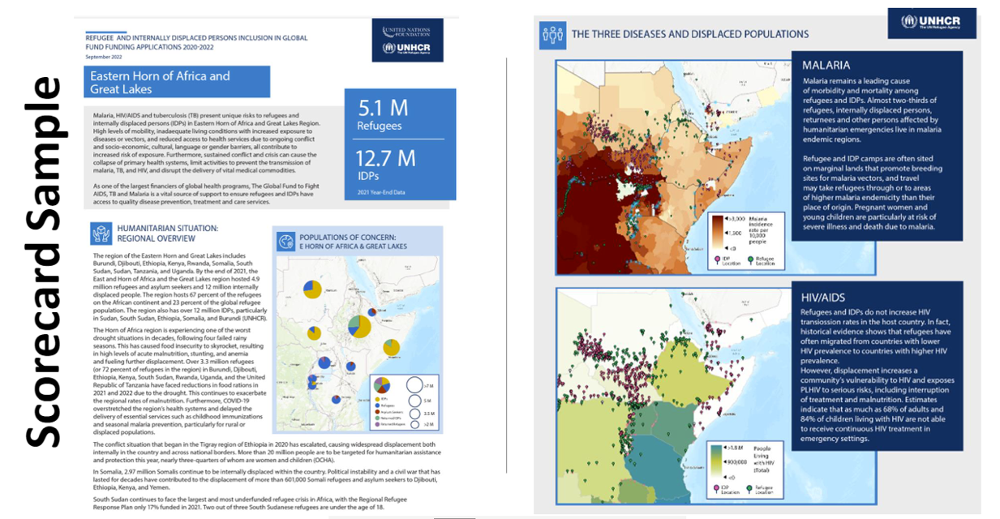 Scorecard Sample
REFUGEE AND INTERNALLY DISPLACED PERSONS INCLUSION IN GLOBAL
FUND FUNDING APPLICATIONS 2020-2022
September 2022
UNITED NATIONS
FOUNDATION
UNHCR
The UN Refugee Agency
Eastern Horn of Africa and
Great Lakes
5.1 M
Refugees
12.7 M
IDPs
2021 Year-End Data
Malaria, HIV/AIDS and tuberculosis (TB) present unique risks to refugees and
internally displaced persons (IDPs) in Eastern Horn of Africa and Great Lakes Region.
High levels of mobility, inadequate living conditions with increased exposure to
diseases or vectors, and reduced access to health services due to ongoing conflict
and socio-economic, cultural, language or gender barriers, all contribute to
increased risk of exposure. Furthermore, sustained conflict and crisis can cause the
collapse of primary health systems, limit activities to prevent the transmission of
malaria, TB, and HIV, and disrupt the delivery of vital medical commodities.
As one of the largest financiers of global health programs, The Global Fund to Fight
AIDS, TB and Malaria is a vital source of support to ensure refugees and IDPs have
access to quality disease prevention, treatment and care services.
HUMANITARIAN SITUATION:
REGIONAL OVERVIEW
The region of the Eastern Horn and Great Lakes includes
Burundi, Djibouti, Ethiopia, Kenya, Rwanda, Somalia, South
Sudan, Sudan, Tanzania, and Uganda. By the end of 2021, the
East and Horn of Africa and the Great Lakes region hosted 4.9
million refugees and asylum seekers and 12 million internally
displaced people. The region hosts 67 percent of the refugees
on the African continent and 23 percent of the global refugee
population. The region also has over 12 million IDPs, particularly
in Sudan, South Sudan, Ethiopia, Somalia, and Burundi (UNHCR).
The Horn of Africa region is experiencing one of the worst
drought situations in decades, following four failed rainy
seasons. This has caused food insecurity to skyrocket, resulting
in high levels of acute malnutrition, stunting, and anemia
and fueling further displacement. Over 3.3 million refugees
(or 72 percent of refugees in the region) in Burundi, Djibouti,
Ethiopia, Kenya, South Sudan, Rwanda, Uganda, and the United
Republic of Tanzania have faced reductions in food rations in
2021 and 2022 due to the drought. This continues to exacerbate
the regional rates of malnutrition. Furthermore, COVID-19
overstretched the region's health systems and delayed the
delivery of essential services such as childhood immunizations
and seasonal malaria prevention, particularly for rural or
displaced populations.
POPULATIONS OF CONCERN:
E HORN OF AFRICA & GREAT LAKES
IDPs
Refugees
Asylum Seekers
Returned IDPs
Returned Refugees
>7 M
5 M
3.5 M
>2 M
The conflict situation that began in the Tigray region of Ethiopia in 2020 has escalated, causing widespread displacement both
internally in the country and across national borders. More than 20 million people are to be targeted for humanitarian assistance
and protection this year, nearly three-quarters of whom are women and children (OCHA).
In Somalia, 2.97 million Somalis continue to be internally displaced within the country. Political instability and a civil war that has
lasted for decades have contributed to the displacement of more than 601,000 Somali refugees and asylum seekers to Djibouti,
Ethiopia, Kenya, and Yemen.
South Sudan continues to face the largest and most underfunded refugee crisis in Africa, with the Regional Refugee
Response Plan only 17% funded in 2021. Two out of three South Sudanese refugees are under the age of 18.
UNHCR
The UN Refugee Agency
THE THREE DISEASES AND DISPLACED POPULATIONS
>3,000
1,500
<0
Malaria
incidence
rate per
10,000
people
IDP
Location
Refugee
Location
MALARIA
Malaria remains a leading cause
of morbidity and mortality among
refugees and IDPs. Almost two-thirds of
refugees, internally displaced persons,
returnees and other persons affected by
humanitarian emergencies live in malaria
endemic regions.
Refugee and IDP camps are often sited
on marginal lands that promote breeding
sites for malaria vectors, and travel
may take refugees through or to areas
of higher malaria endemicity than their
place of origin. Pregnant women and
young children are particularly at risk of
severe illness and death due to malaria.
>1.8 M
900,000
<0
People
Living
with HIV
(Total)
IDP
Location
Refugee
Location
HIV/AIDS
Refugees and IDPs do not increase HIV
transiossion rates in the host country. In fact,
historical evidence shows that refugees have
often migrated from countries with lower
HIV prevalence to countries with higher HIV
prevalence.
However, displacement increases a
community's vulnerability to HIV and exposes
PLHIV to serious risks, including interruption
of treatment and malnutrition. Estimates
indicate that as much as 68% of adults and
84% of children living with HIV are not able
to receive continuous HIV treatment in
emergency settings.